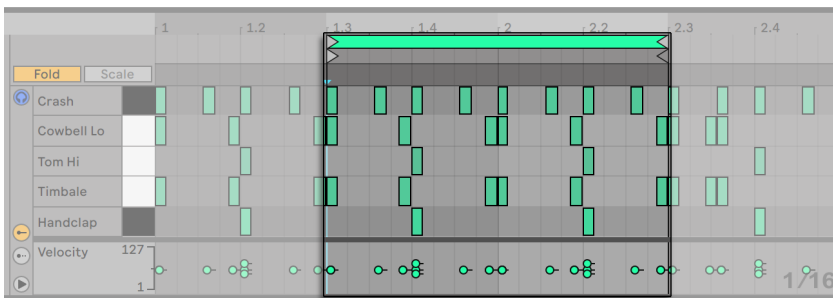 1 1.2 1.3 1.4 2 2.2 2.3 2.4
Fold Scale
Crash
Cowbell Lo
Tom Hi
Timbale
Handclap
Velocity 127
1
1/16